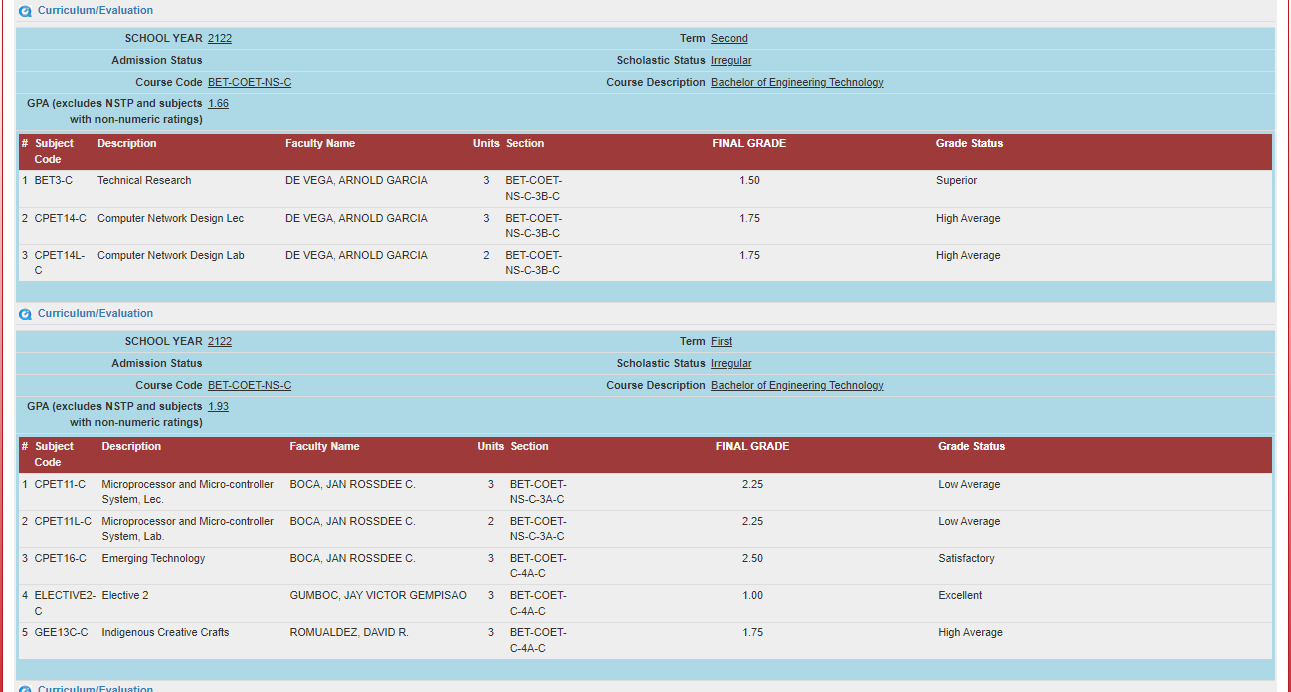 Curriculum/Evaluation
SCHOOL YEAR 2122 Term Second
Admission Status Scholastic Status Irregular
Course Code BET-COET-NS-C Course Description Bachelor of Engineering Technology
GPA (excludes NSTP and subjects 1.66
with non-numeric ratings)
# Subject Description Faculty Name Units Section FINAL GRADE Grade Status
Code
1 BET3-C Technical Research DE VEGA, ARNOLD GARCIA 3 BET-COET- 1.50 Superior
NS-C-3B-C
2 CPET14-C Computer Network Design Lec DE VEGA, ARNOLD GARCIA 3 BET-COET- 1.75 High Average
NS-C-3B-C
3 CPET14L- Computer Network Design Lab DE VEGA, ARNOLD GARCIA 2 BET-COET- 1.75 High Average
C NS-C-3B-C
Curriculum/Evaluation
SCHOOL YEAR 2122 Term First
Admission Status Scholastic Status Irregular
Course Code BET-COET-NS-C Course Description Bachelor of Engineering Technology
GPA (excludes NSTP and subjects 1.93
with non-numeric ratings)
# Subject Description Faculty Name Units Section FINAL GRADE Grade Status
Code
1 CPET11-C Microprocessor and Micro-controller BOCA, JAN ROSSDEE C. 3 BET-COET- 2.25 Low Average
System, Lec. NS-C-3A-C
2 CPET11L-C Microprocessor and Micro-controller BOCA, JAN ROSSDEE C. 2 BET-COET- 2.25 Low Average
System, Lab. NS-C-3A-C
3 CPET16-C Emerging Technology BOCA, JAN ROSSDEE C. 3 BET-COET- 2.50 Satisfactory
C-4A-C
4 ELECTIVE2- Elective 2 GUMBOC, JAY VICTOR GEMPISAO 3 BET-COET- 1.00 Excellent
C C-4A-C
5 GEE13C-C Indigenous Creative Crafts ROMUALDEZ, DAVID R. 3 BET-COET- 1.75 High Average
C-4A-C
Curriculum/Evaluation